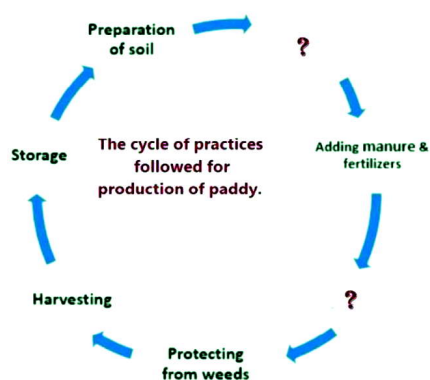 Preparation
of soil
?
Adding manure &
fertilizers
?
Protecting
from weeds
Harvesting
Storage
The cycle of practices
followed for
production of paddy.